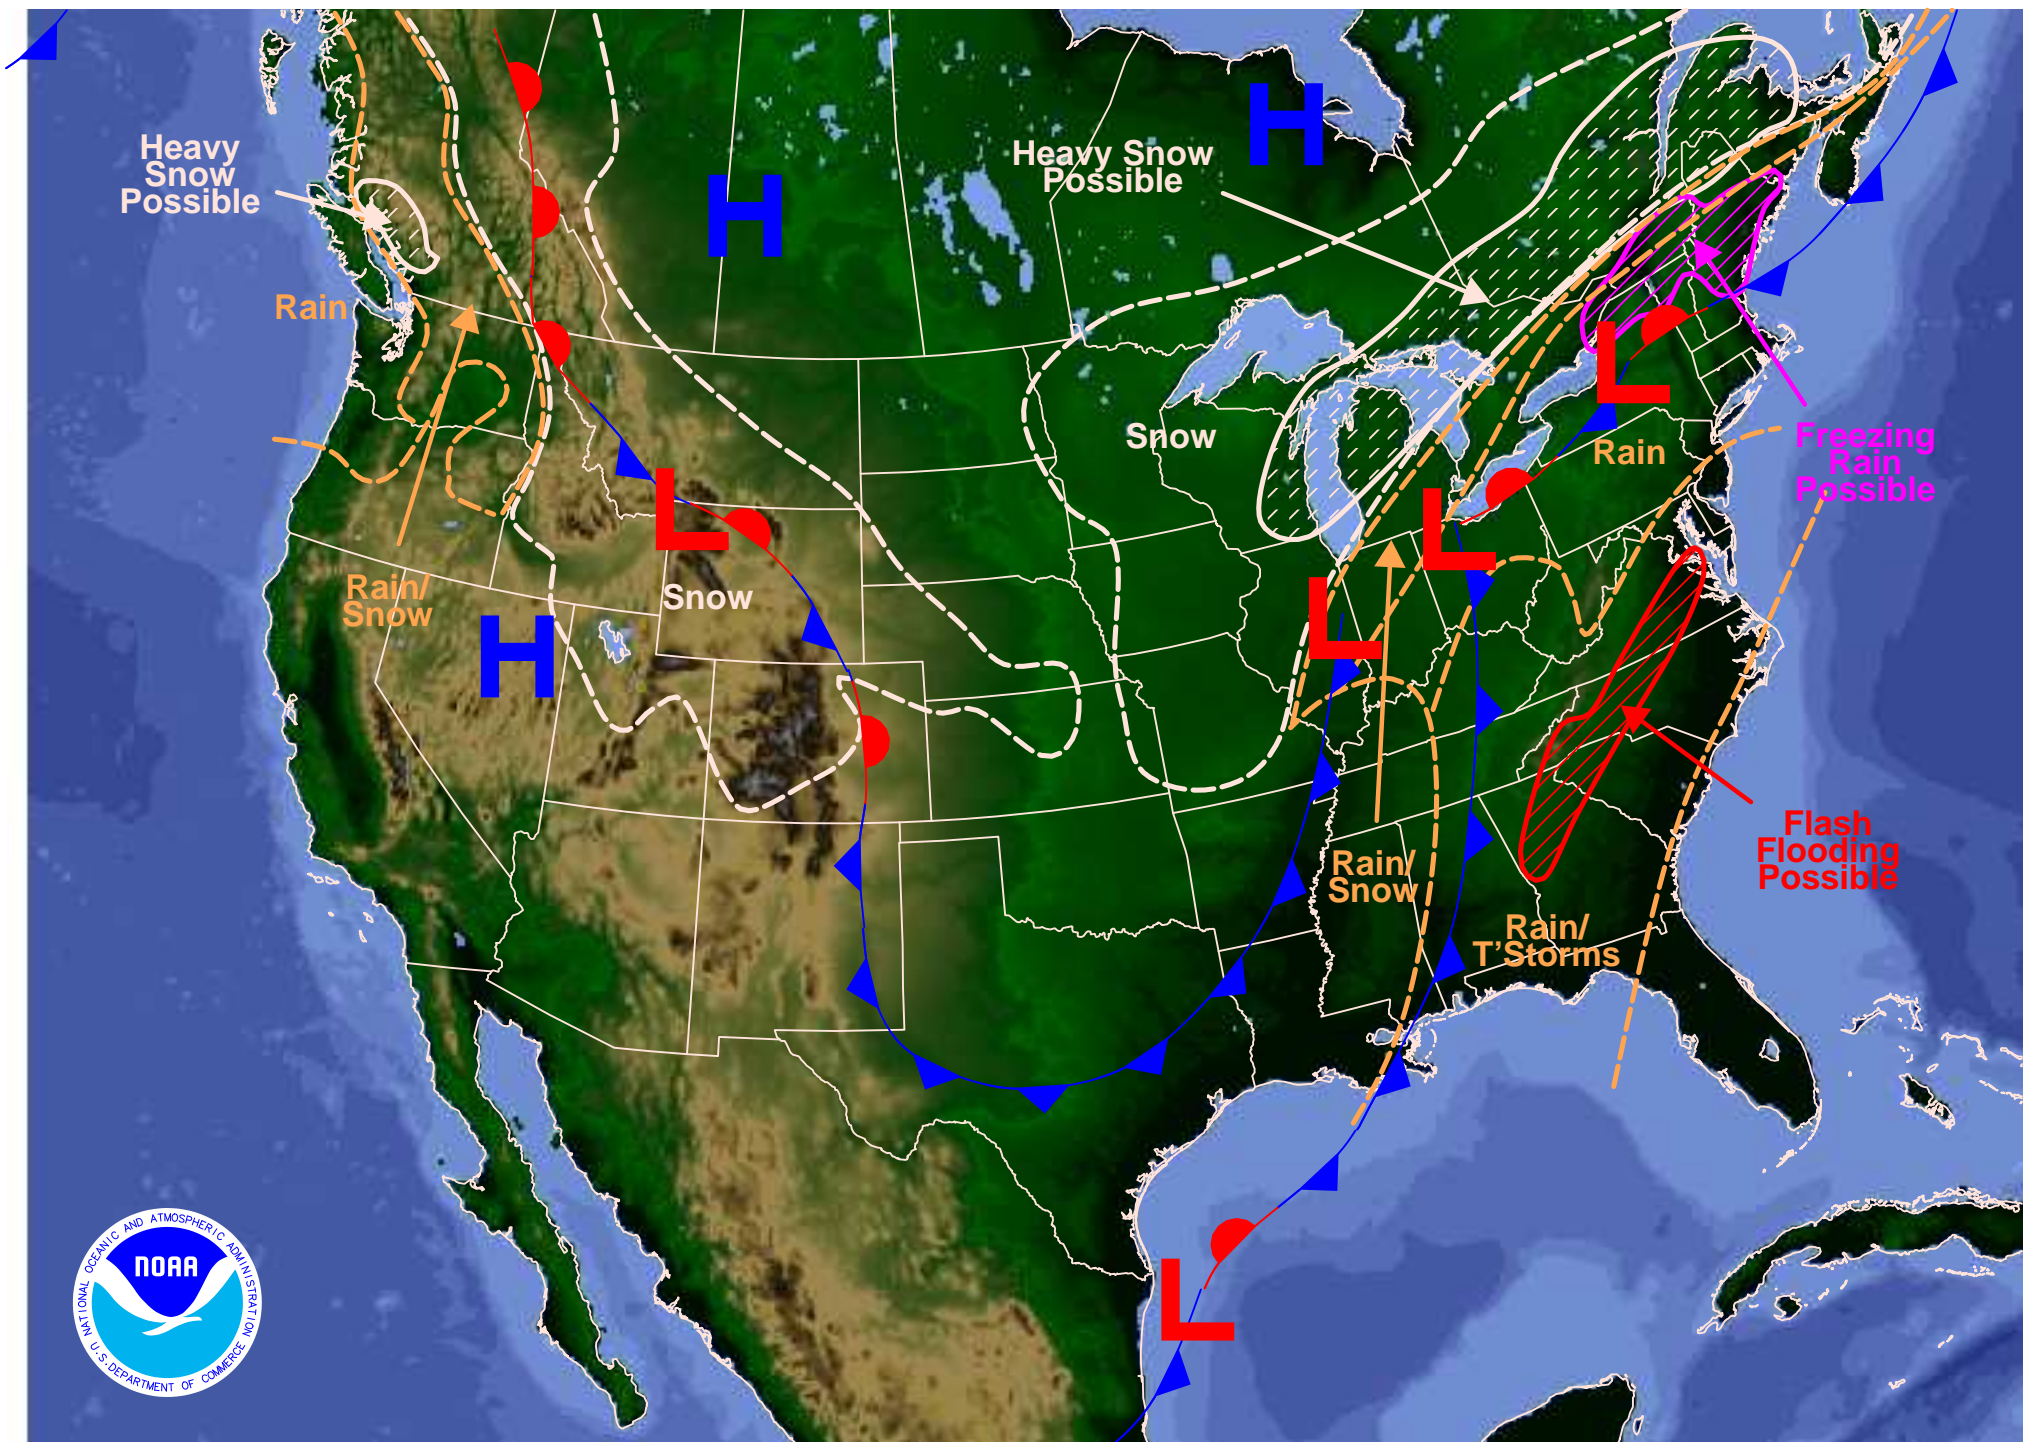 H
Heavy Snow
Possible
Heavy
Snow
Possible
H
Rain
L
Snow
Rain
Freezing
Rain
Possible
L
L
Rain/
Snow
Snow
L
H
Flash
Flooding
Possible
Rain/
Snow
Rain/
T'Storms
L
NATIONAL OCEANIC AND ATMOSPHERIC ADMINISTRATION
NOAA
U.S. DEPARTMENT OF COMMERCE